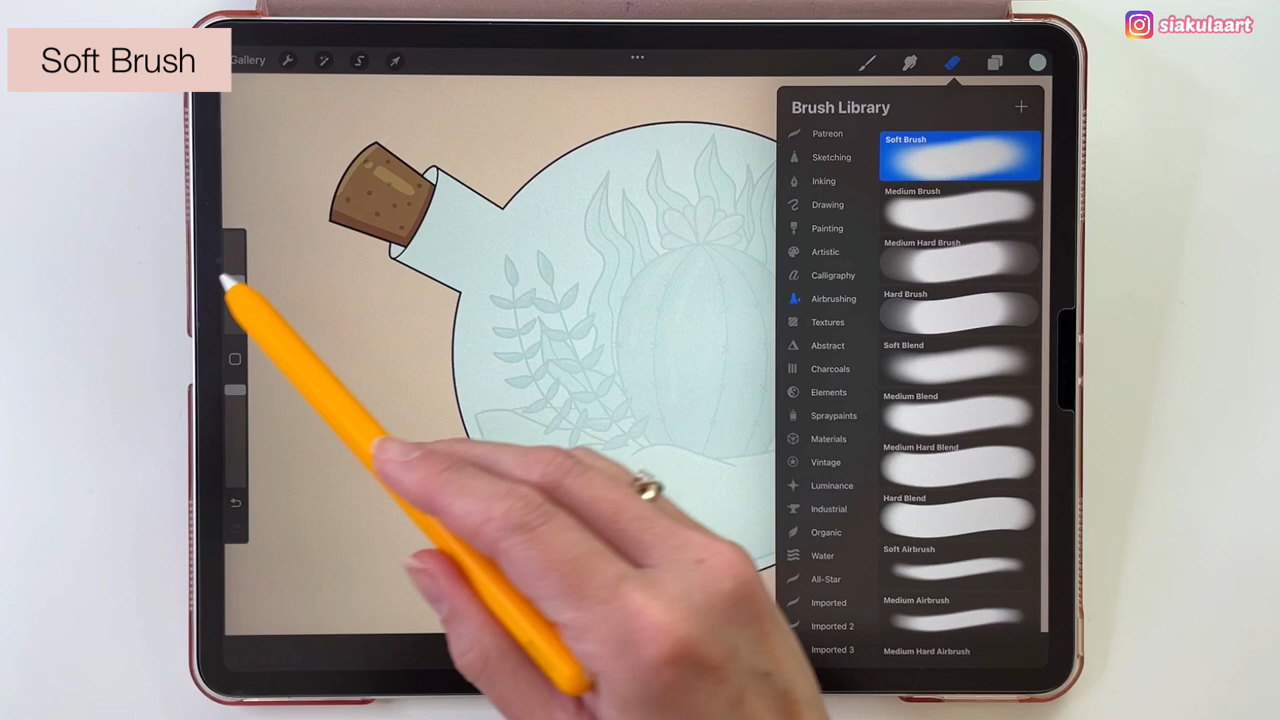 Soft Brush
siakulaart
Gallery
Brush Library
Patreon
Sketching
Inking
Drawing
Painting
Artistic
Calligraphy
Airbrushing
Textures
Abstract
Charcoals
Elements
Spraypaints
Materials
Vintage
Luminance
Industrial
Organic
Water
All-Star
Imported
Imported 2
Imported 3
Soft Brush
Medium Brush
Medium Hard Brush
Hard Brush
Soft Blend
Medium Blend
Medium Hard Blend
Hard Blend
Soft Airbrush
Medium Airbrush
Medium Hard Airbrush